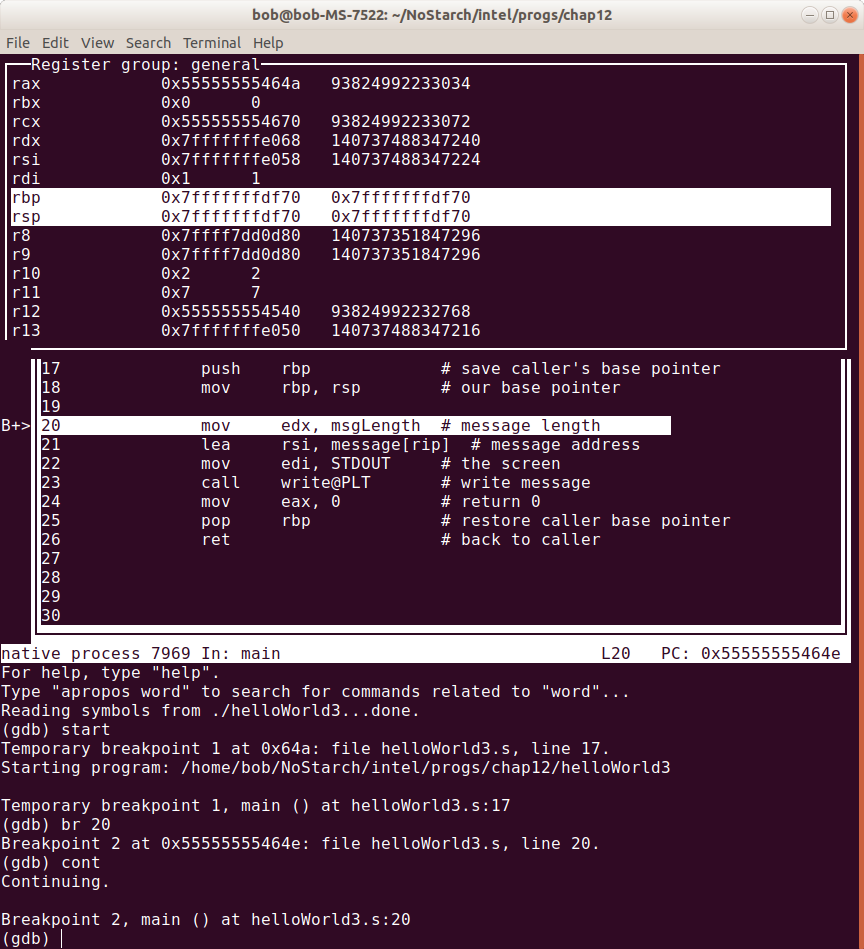 bob@bob-MS-7522: ~/NoStarch/intel/progs/chap12
File Edit View Search Terminal Help
Register group: general
rax 0x55555555464a 93824992233034
rbx 0x0 0
rcx 0x555555554670 93824992233072
rdx 0x7fffffffe068 140737488347240
rsi 0x7fffffffe058 140737488347224
rdi 0x1 1
rbp 0x7fffffffdf70 0x7fffffffdf70
rsp 0x7fffffffdf70 0x7fffffffdf70
r8 0x7ffff7dd0d80 140737351847296
r9 0x7ffff7dd0d80 140737351847296
r10 0x2 2
r11 0x7 7
r12 0x555555554540 93824992232768
r13 0x7fffffffe050 140737488347216
17 push rbp # save caller's base pointer
18 mov rbp, rsp # our base pointer
19
B+> 20 mov edx, msgLength # message length
21 lea rsi, message[rip] # message address
22 mov edi, STDOUT # the screen
23 call write@PLT # write message
24 mov eax, 0 # return 0
25 pop rbp # restore caller base pointer
26 ret # back to caller
27
28
29
30
native process 7969 In: main L20 PC: 0x55555555464e
For help, type "help".
Type "apropos word" to search for commands related to "word"...
Reading symbols from ./helloWorld3...done.
(gdb) start
Temporary breakpoint 1 at 0x64a: file helloWorld3.s, line 17.
Starting program: /home/bob/NoStarch/intel/progs/chap12/helloWorld3
Temporary breakpoint 1, main () at helloWorld3.s:17
(gdb) br 20
Breakpoint 2 at 0x55555555464e: file helloWorld3.s, line 20.
(gdb) cont
Continuing.
Breakpoint 2, main () at helloWorld3.s:20
(gdb)